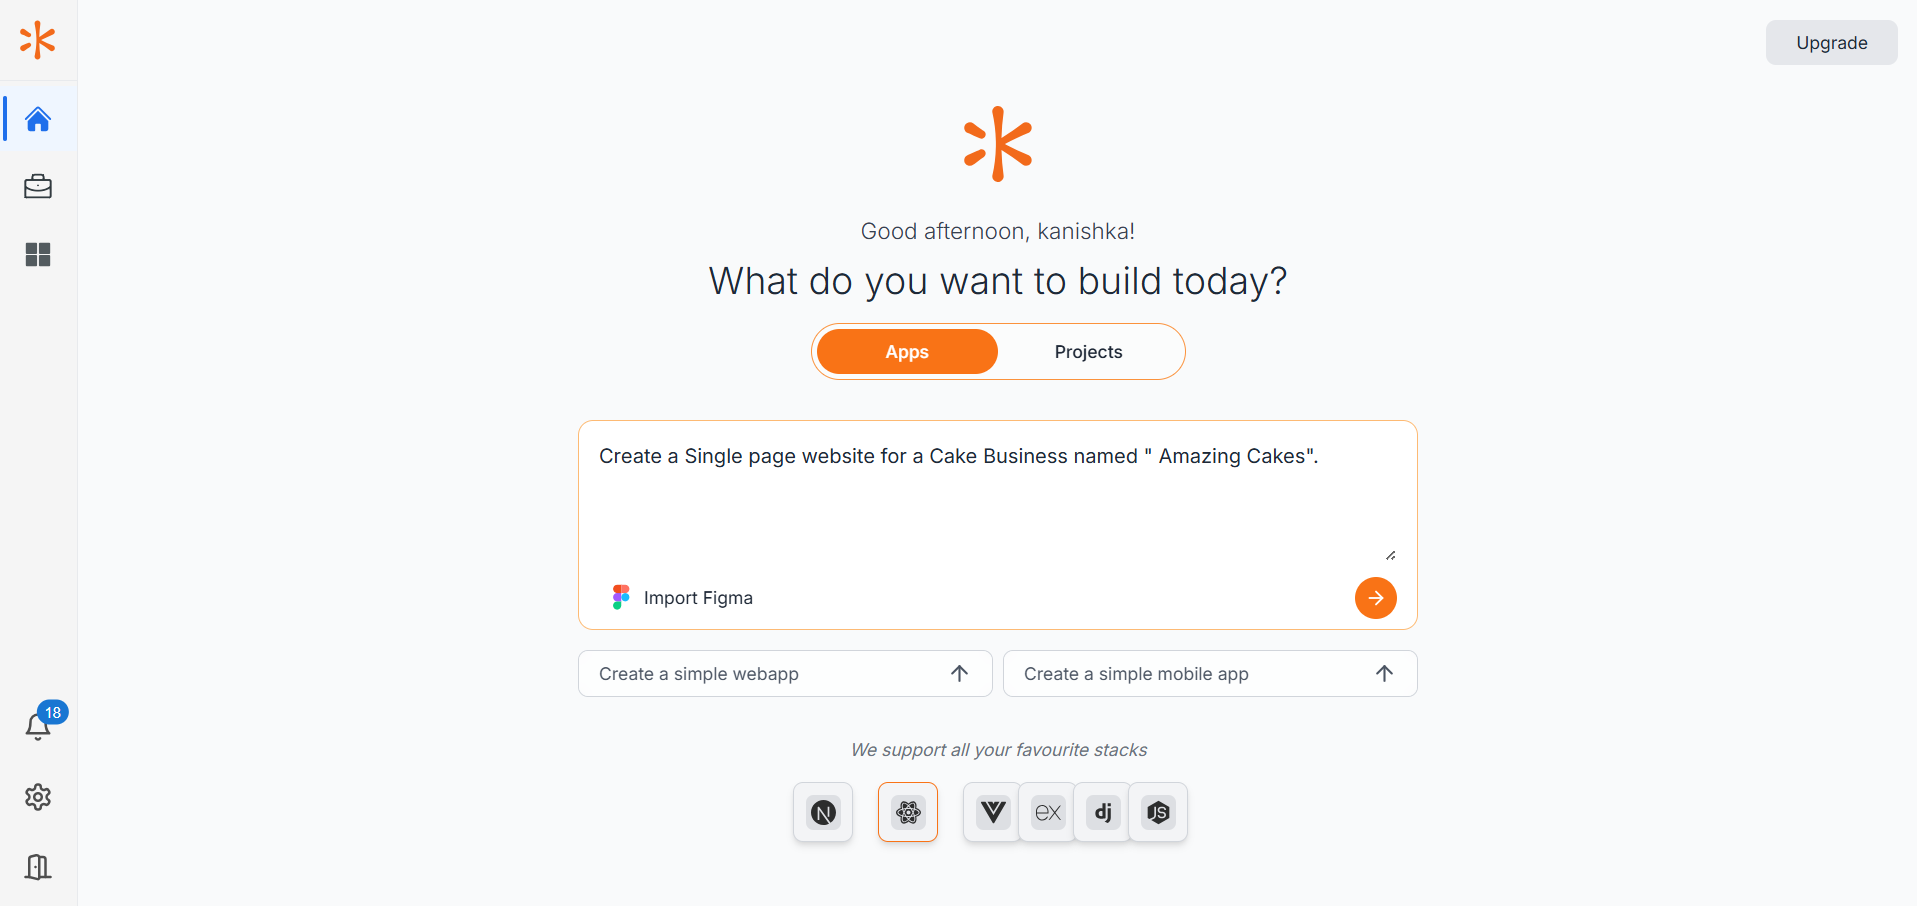 Upgrade
Good afternoon, kanishka!
What do you want to build today?
Apps
Projects
Create a Single page website for a Cake Business named " Amazing Cakes".
Import Figma
Create a simple webapp
Create a simple mobile app
18
We support all your favourite stacks
N
ex
dj
JS